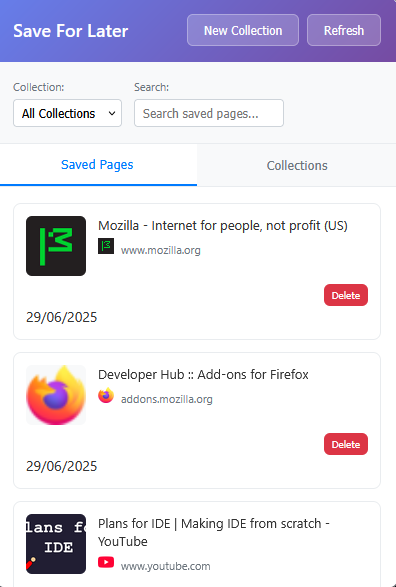 Save For Later
New Collection
Refresh
Collection:
Search:
All Collections
Search saved pages...
Saved Pages
Collections
Mozilla - Internet for people, not profit (US)
www.mozilla.org
Delete
29/06/2025
Developer Hub :: Add-ons for Firefox
addons.mozilla.org
Delete
29/06/2025
lans fo
IDE
Plans for IDE | Making IDE from scratch -
YouTube
www.youtube.com